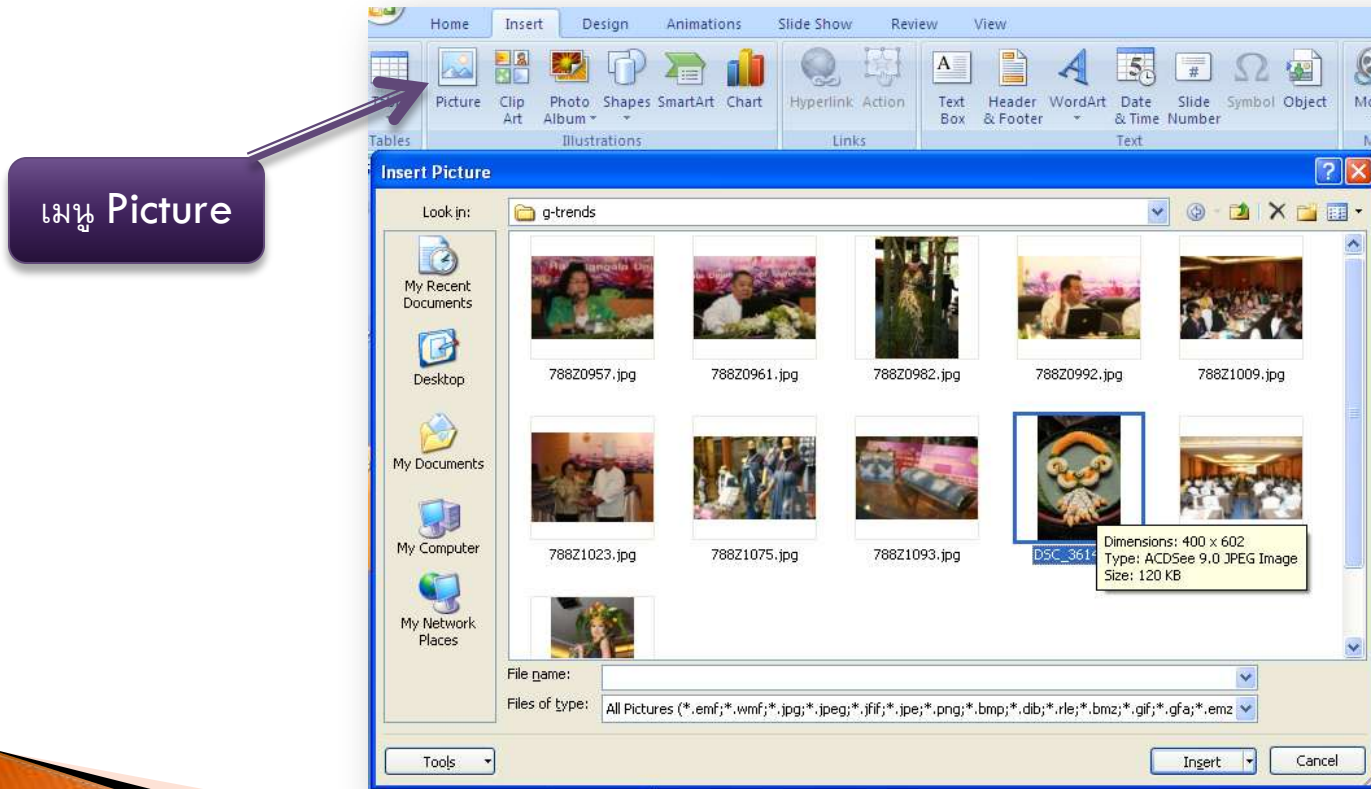 Home Insert Design Animations Slide Show Review View
Picture Clip Art Photo Album Shapes SmartArt Chart Hyperlink Action Text Box Header & Footer WordArt Date & Time Slide Number Symbol Object
Tables Illustrations Links Text
เมนู Picture
Insert Picture
Look in: g-trends
My Recent Documents
Desktop
My Documents
My Computer
My Network Places
788Z0957.jpg 788Z0961.jpg 788Z0982.jpg 788Z0992.jpg 788Z1009.jpg
788Z1023.jpg 788Z1075.jpg 788Z1093.jpg DSC_3614
Dimensions: 400 x 602
Type: ACDSee 9.0 JPEG Image
Size: 120 KB
File name:
Files of type: All Pictures (*.emf;*.wmf;*.jpg;*.jpeg;*.jfif;*.jpe;*.png;*.bmp;*.dib;*.rle;*.bmz;*.gif;*.gfa;*.emz
Tools Insert Cancel